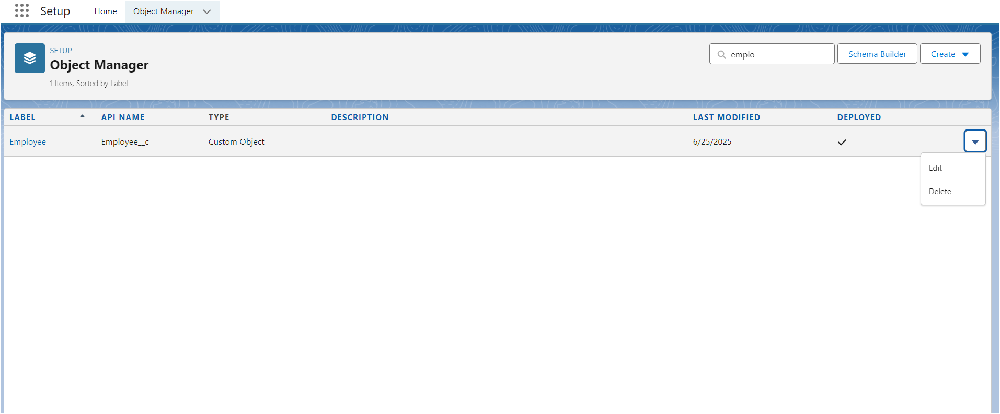 Setup
Home
Object Manager
SETUP
Object Manager
1 Items, Sorted by Label
emplo
Schema Builder
Create
LABEL
API NAME
TYPE
DESCRIPTION
LAST MODIFIED
DEPLOYED
Employee
Employee__c
Custom Object
6/25/2025
Edit
Delete